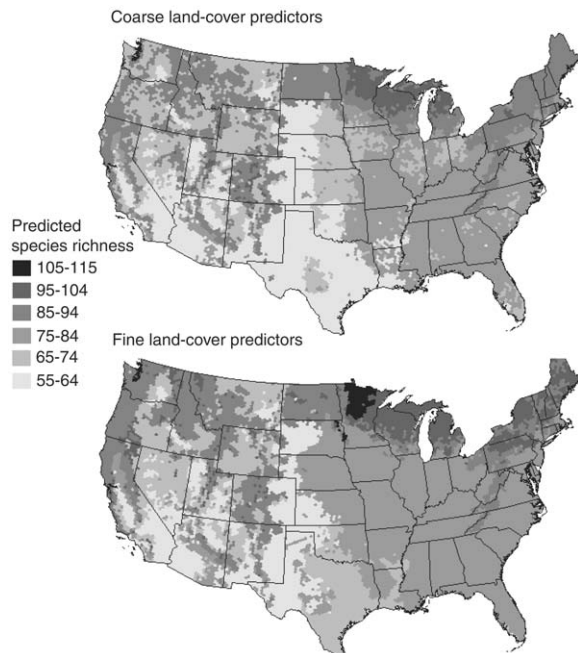 Coarse land-cover predictors
Predicted
species richness
105-115
95-104
85-94
75-84
65-74
55-64
Fine land-cover predictors